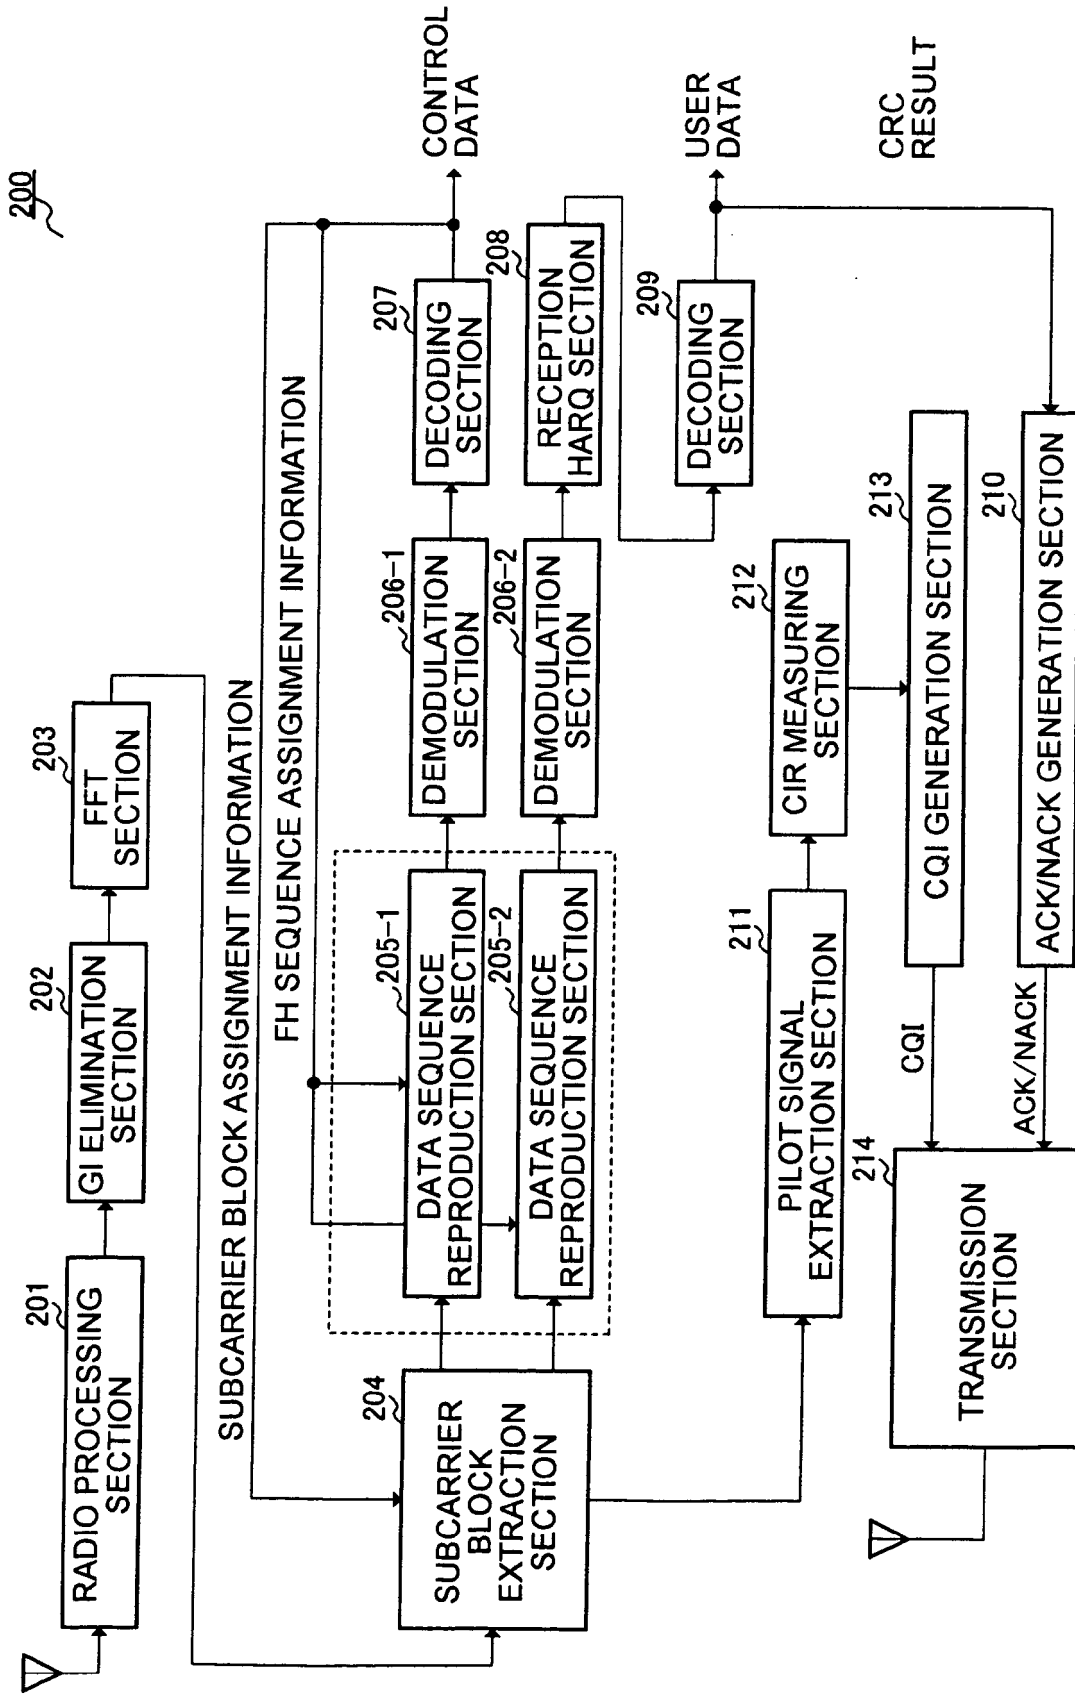 200
201
RADIO PROCESSING
SECTION
202
GI ELIMINATION
SECTION
203
FFT
SECTION
SUBCARRIER BLOCK ASSIGNMENT INFORMATION
FH SEQUENCE ASSIGNMENT INFORMATION
204
SUBCARRIER
BLOCK
EXTRACTION
SECTION
205-1
DATA SEQUENCE
REPRODUCTION SECTION
206-1
DEMODULATION
SECTION
207
DECODING
SECTION
CONTROL
DATA
205-2
DATA SEQUENCE
REPRODUCTION SECTION
206-2
DEMODULATION
SECTION
208
RECEPTION
HARQ SECTION
209
DECODING
SECTION
USER
DATA
211
PILOT SIGNAL
EXTRACTION SECTION
212
CIR MEASURING
SECTION
CRC
RESULT
214
TRANSMISSION
SECTION
CQI
213
CQI GENERATION SECTION
ACK/NACK
210
ACK/NACK GENERATION SECTION